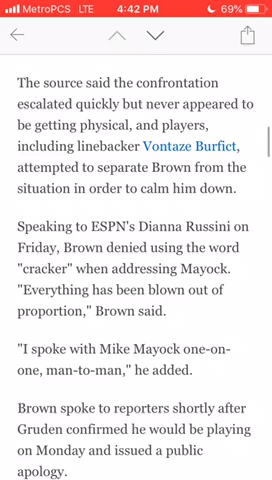 MetroPCS LTE 4:42 PM 69%
The source said the confrontation
escalated quickly but never appeared to
be getting physical, and players,
including linebacker Vontaze Burfict,
attempted to separate Brown from the
situation in order to calm him down.
Speaking to ESPN's Dianna Russini on
Friday, Brown denied using the word
"cracker" when addressing Mayock.
"Everything has been blown out of
proportion," Brown said.
"I spoke with Mike Mayock one-on-
one, man-to-man," he added.
Brown spoke to reporters shortly after
Gruden confirmed he would be playing
on Monday and issued a public
apology.